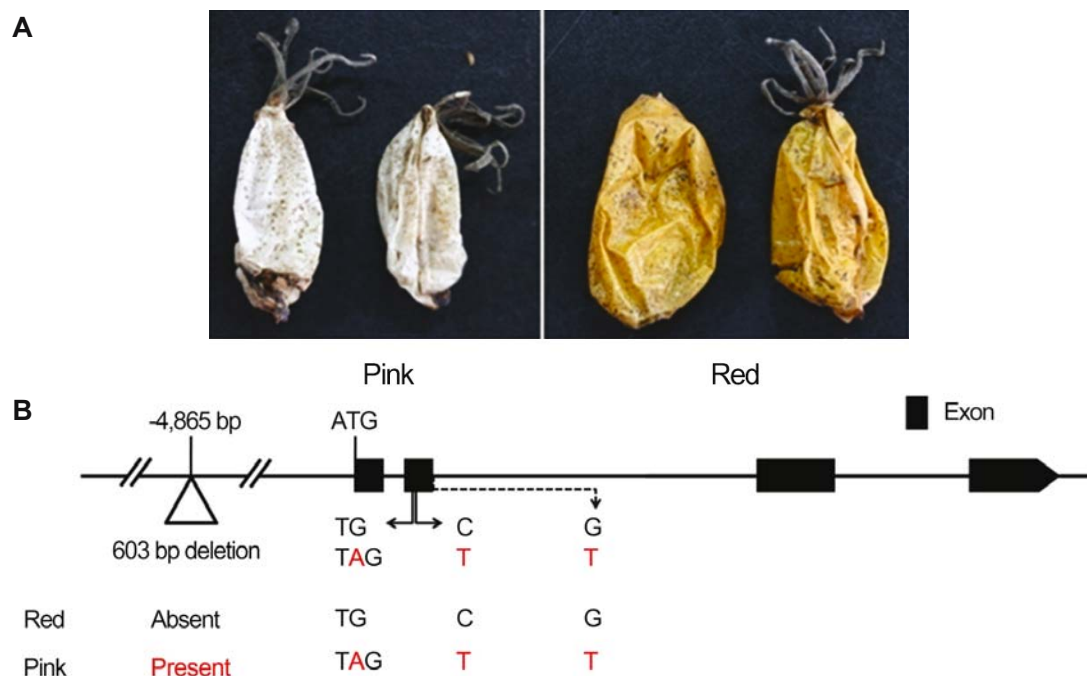 A
Pink Red
B
-4,865 bp ATG Exon
603 bp deletion
TG C G
TAG T T
Red Absent TG C G
Pink Present TAG T T